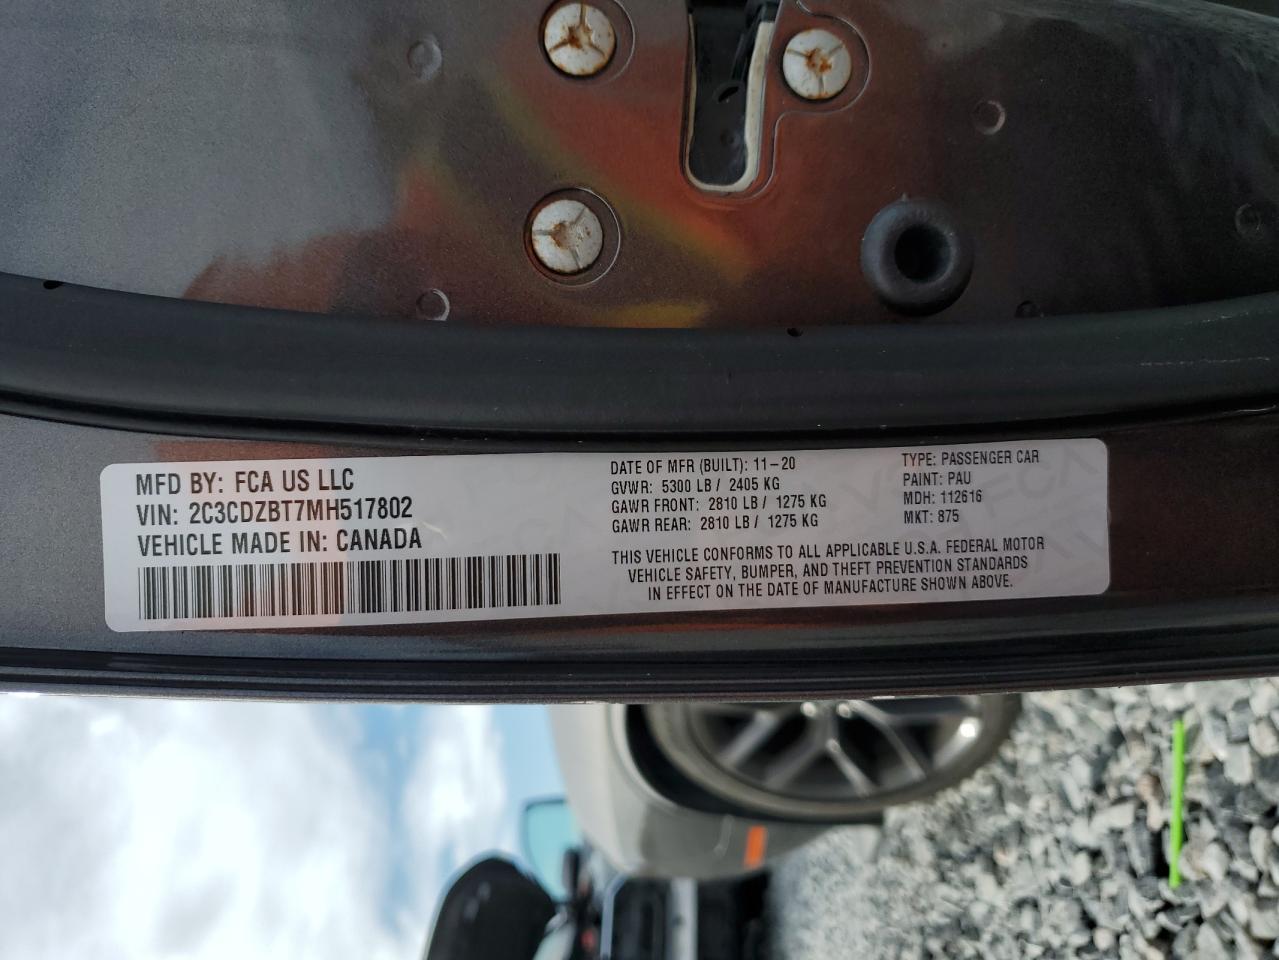 MFD BY: FCA US LLC
VIN: 2C3CDZBT7MH517802
VEHICLE MADE IN: CANADA
DATE OF MFR (BUILT): 11-20
GVWR: 5300 LB / 2405 KG
GAWR FRONT: 2810 LB / 1275 KG
GAWR REAR: 2810 LB / 1275 KG
TYPE: PASSENGER CAR
PAINT: PAU
MDH: 112616
MKT: 875
THIS VEHICLE CONFORMS TO ALL APPLICABLE U.S.A. FEDERAL MOTOR
VEHICLE SAFETY, BUMPER, AND THEFT PREVENTION STANDARDS
IN EFFECT ON THE DATE OF MANUFACTURE SHOWN ABOVE.